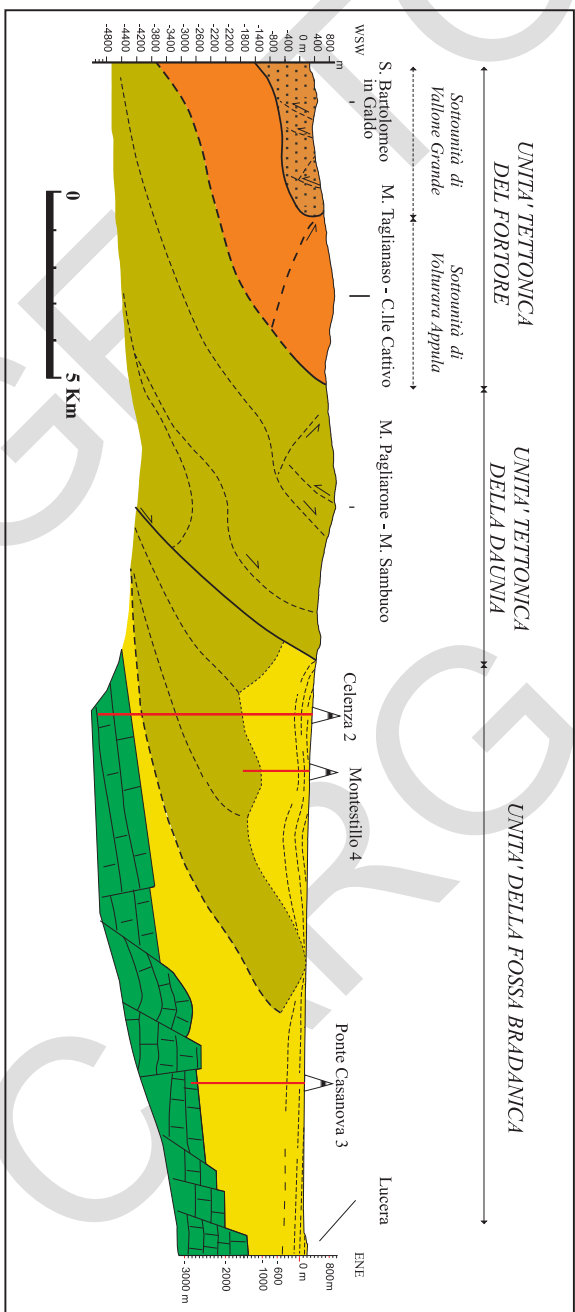 UNITA' TETTONICA
DEL FORTORE
UNITA' TETTONICA
DELLA DAUNIA
UNITA' DELLA FOSSA BRADANICA
Sottounità di
Vallone Grande
Sottounità di
Volturara Appula
WSW
S. Bartolomeo
in Galdo
M. Taglianaso - C.lle Cattivo
M. Pagliarone - M. Sambuco
Celenza 2
Montestillo 4
Ponte Casanova 3
Lucera
ENE
m
800
400
0 m
-400
-800
-1400
-1800
-2200
-2600
-3000
-3400
-3800
-4200
-4400
-4800
800m
0 m
600
1000
2000
3000 m
0
5 Km